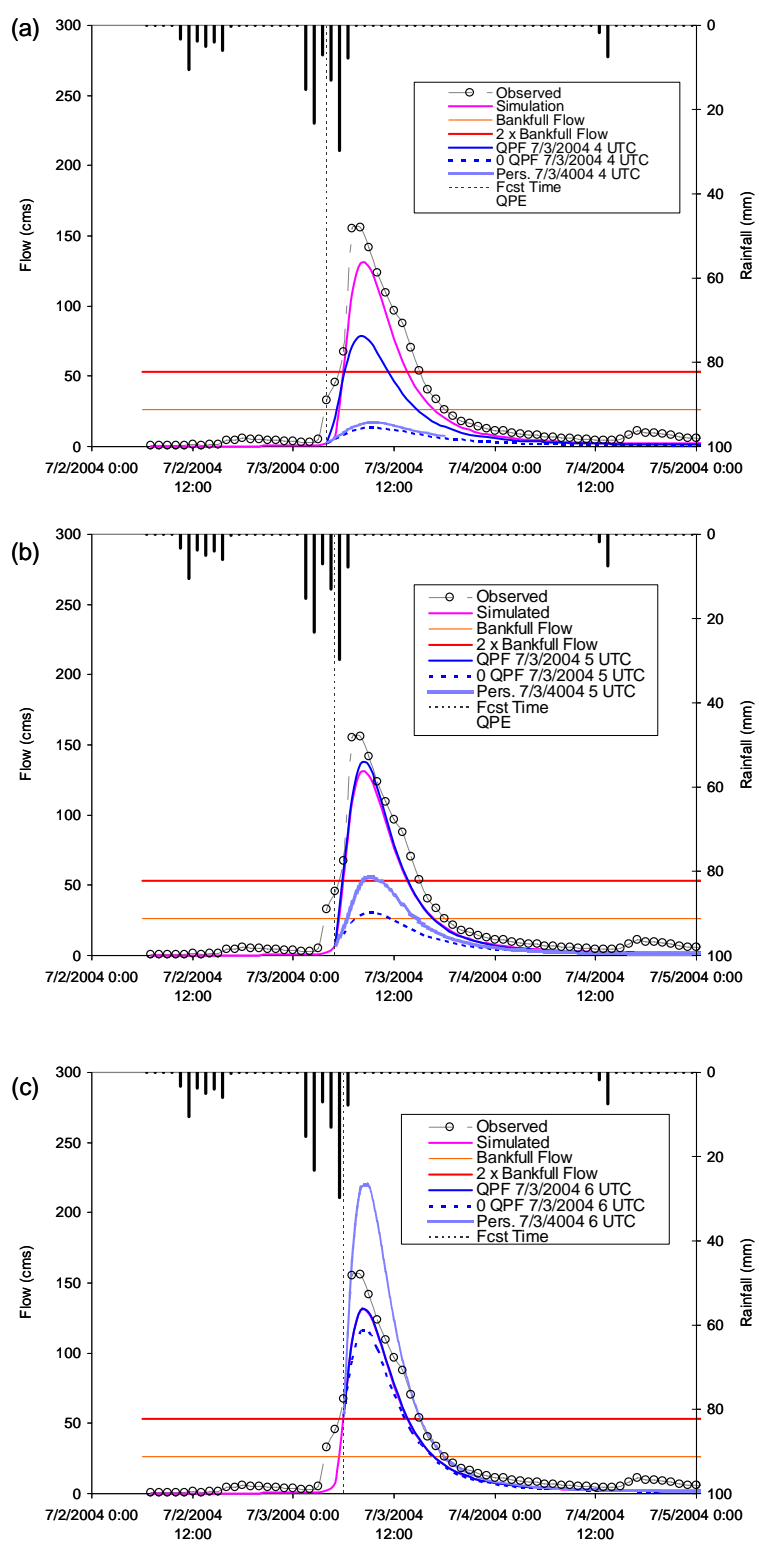 (a)
300
250
200
150
100
50
0
Flow (cms)
0
20
40
60
80
100
Rainfall (mm)
Observed
Simulation
Bankfull Flow
2 x Bankfull Flow
QPF 7/3/2004 4 UTC
0 QPF 7/3/2004 4 UTC
Pers. 7/3/4004 4 UTC
Fcst Time
QPE
7/2/2004 0:00
7/2/2004
12:00
7/3/2004 0:00
7/3/2004
12:00
7/4/2004 0:00
7/4/2004
12:00
7/5/2004 0:00
(b)
300
250
200
150
100
50
0
Flow (cms)
0
20
40
60
80
100
Rainfall (mm)
Observed
Simulated
Bankfull Flow
2 x Bankfull Flow
QPF 7/3/2004 5 UTC
0 QPF 7/3/2004 5 UTC
Pers. 7/3/4004 5 UTC
Fcst Time
QPE
7/2/2004 0:00
7/2/2004
12:00
7/3/2004 0:00
7/3/2004
12:00
7/4/2004 0:00
7/4/2004
12:00
7/5/2004 0:00
(c)
300
250
200
150
100
50
0
Flow (cms)
0
20
40
60
80
100
Rainfall (mm)
Observed
Simulated
Bankfull Flow
2 x Bankfull Flow
QPF 7/3/2004 6 UTC
0 QPF 7/3/2004 6 UTC
Pers. 7/3/4004 6 UTC
Fcst Time
7/2/2004 0:00
7/2/2004
12:00
7/3/2004 0:00
7/3/2004
12:00
7/4/2004 0:00
7/4/2004
12:00
7/5/2004 0:00